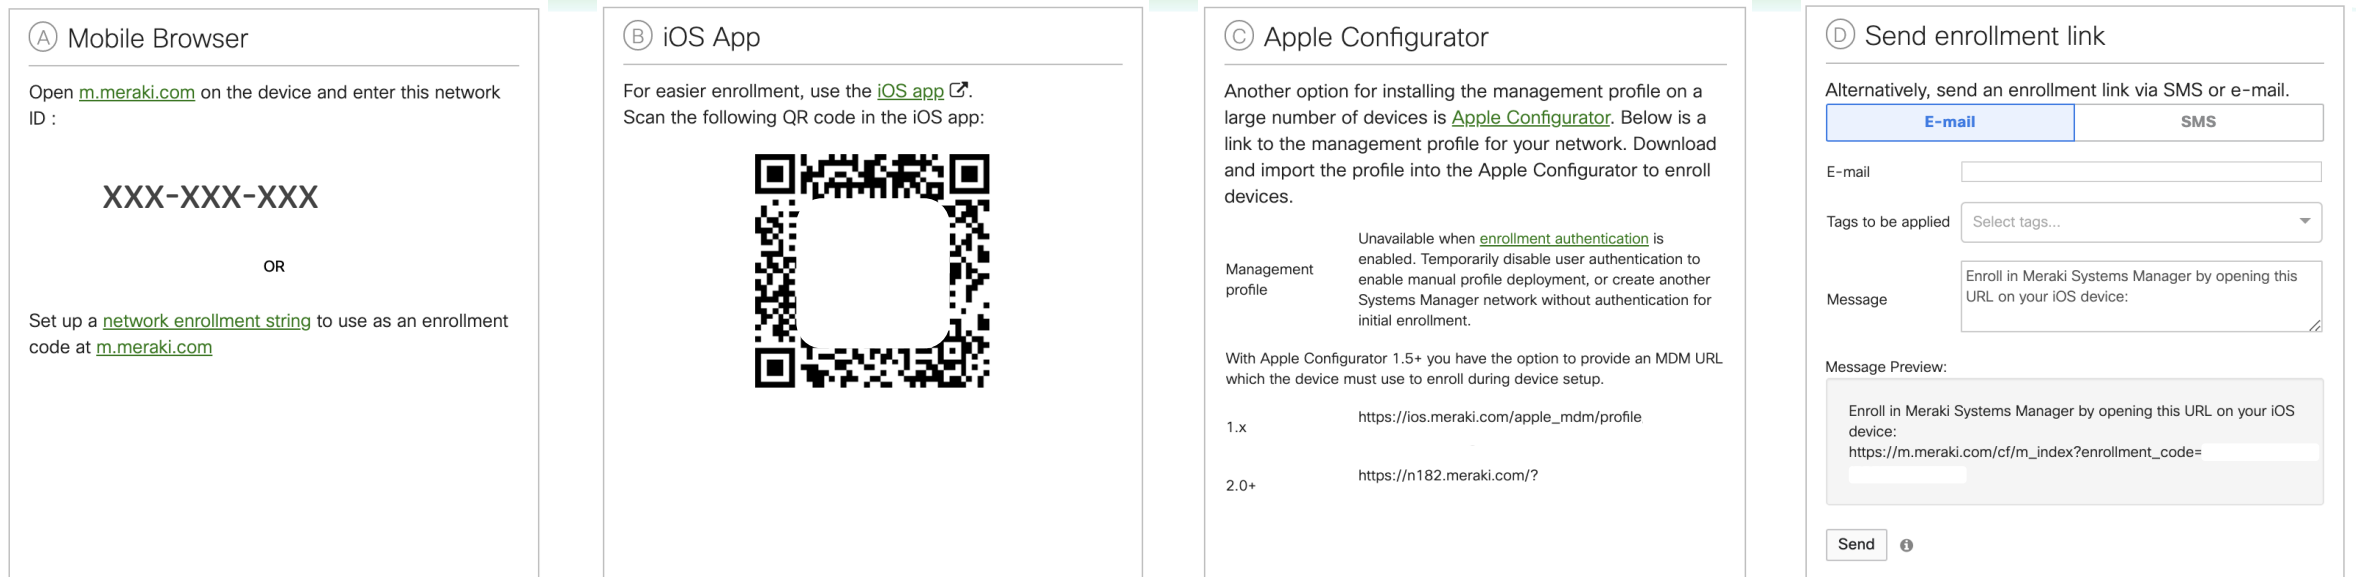 A Mobile Browser
Open m.meraki.com on the device and enter this network
ID :
XXX-XXX-XXX
OR
Set up a network enrollment string to use as an enrollment
code at m.meraki.com
B iOS App
For easier enrollment, use the iOS app.
Scan the following QR code in the iOS app:
C Apple Configurator
Another option for installing the management profile on a
large number of devices is Apple Configurator. Below is a
link to the management profile for your network. Download
and import the profile into the Apple Configurator to enroll
devices.
Management
profile
Unavailable when enrollment authentication is
enabled. Temporarily disable user authentication to
enable manual profile deployment, or create another
Systems Manager network without authentication for
initial enrollment.
With Apple Configurator 1.5+ you have the option to provide an MDM URL
which the device must use to enroll during device setup.
1.x
https://ios.meraki.com/apple_mdm/profile
2.0+
https://n182.meraki.com/?
D Send enrollment link
Alternatively, send an enrollment link via SMS or e-mail.
E-mail
SMS
E-mail
Tags to be applied
Select tags...
Message
Enroll in Meraki Systems Manager by opening this
URL on your iOS device:
Message Preview:
Enroll in Meraki Systems Manager by opening this URL on your iOS
device:
https://m.meraki.com/cf/m_index?enrollment_code=
Send